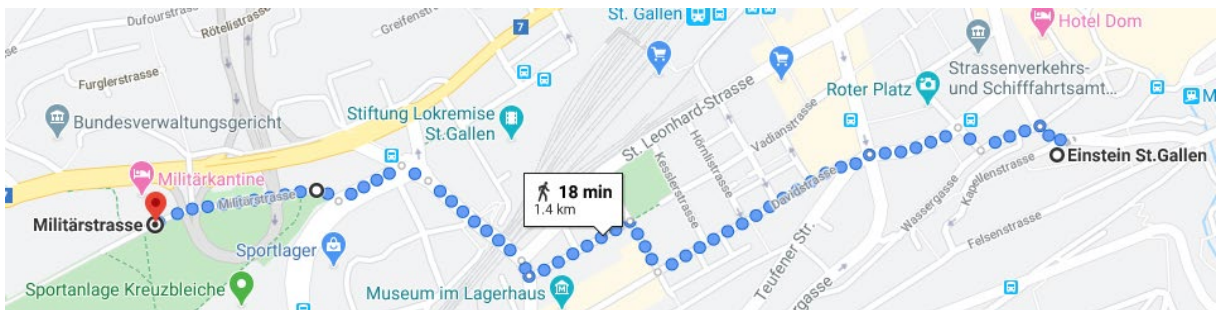 Dufourstrasse
Rötelistrasse
Greifenstrasse
7
St. Gallen
Hotel Dom
Furglerstrasse
Strassenverkehrs-
und Schifffahrtsamt...
Roter Platz
Stiftung Lokremise
St.Gallen
St. Leonhard-Strasse
Bundesverwaltungsgericht
Hörnlistrasse
Vadianstrasse
Kesslerstrasse
Einstein St.Gallen
Militärkantine
Militärstrasse
18 min
1.4 km
Davidstrasse
Kapellenstrasse
Wassergasse
Militärstrasse
Felsenstrasse
Sportlager
Teufener Str.
Sportanlage Kreuzbleiche
Museum im Lagerhaus